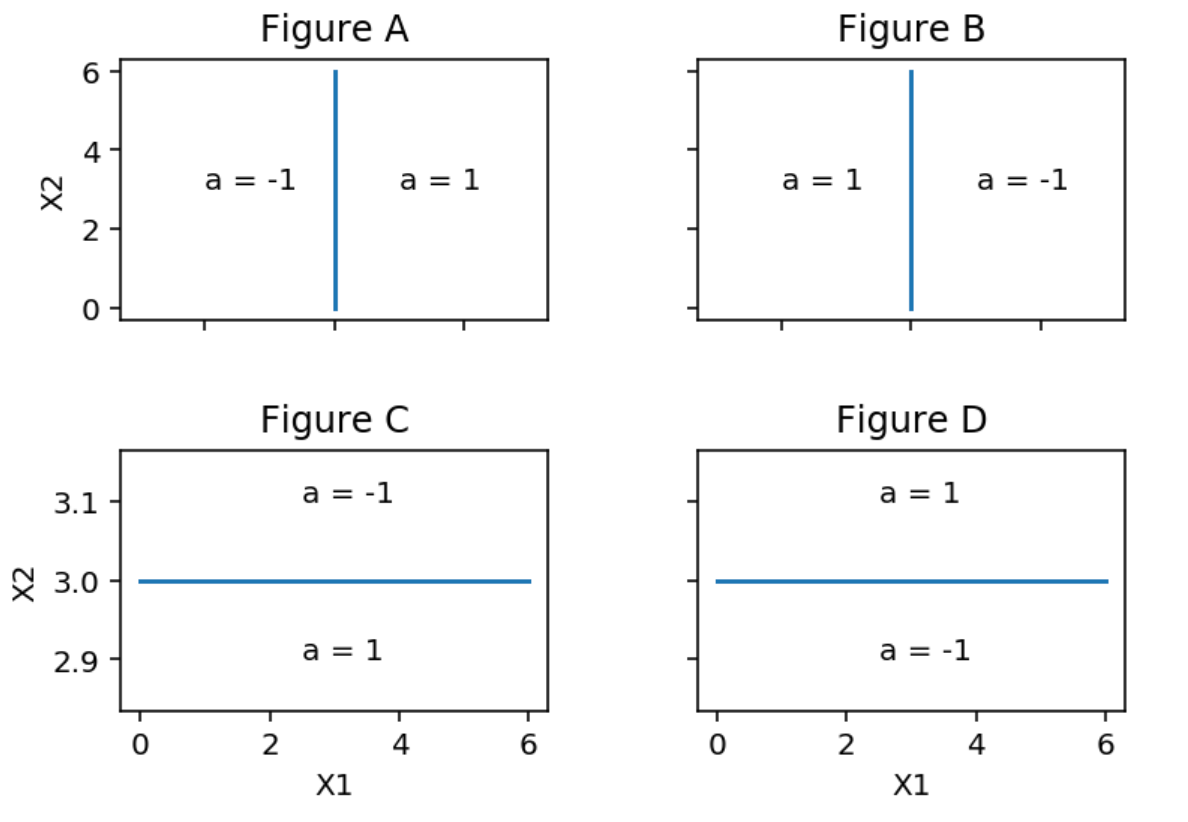 Figure A
6
4
2
0
X2
a = -1
a = 1
Figure B
a = 1
a = -1
Figure C
3.1
3.0
2.9
X2
a = -1
a = 1
0 2 4 6
X1
Figure D
a = 1
a = -1
0 2 4 6
X1